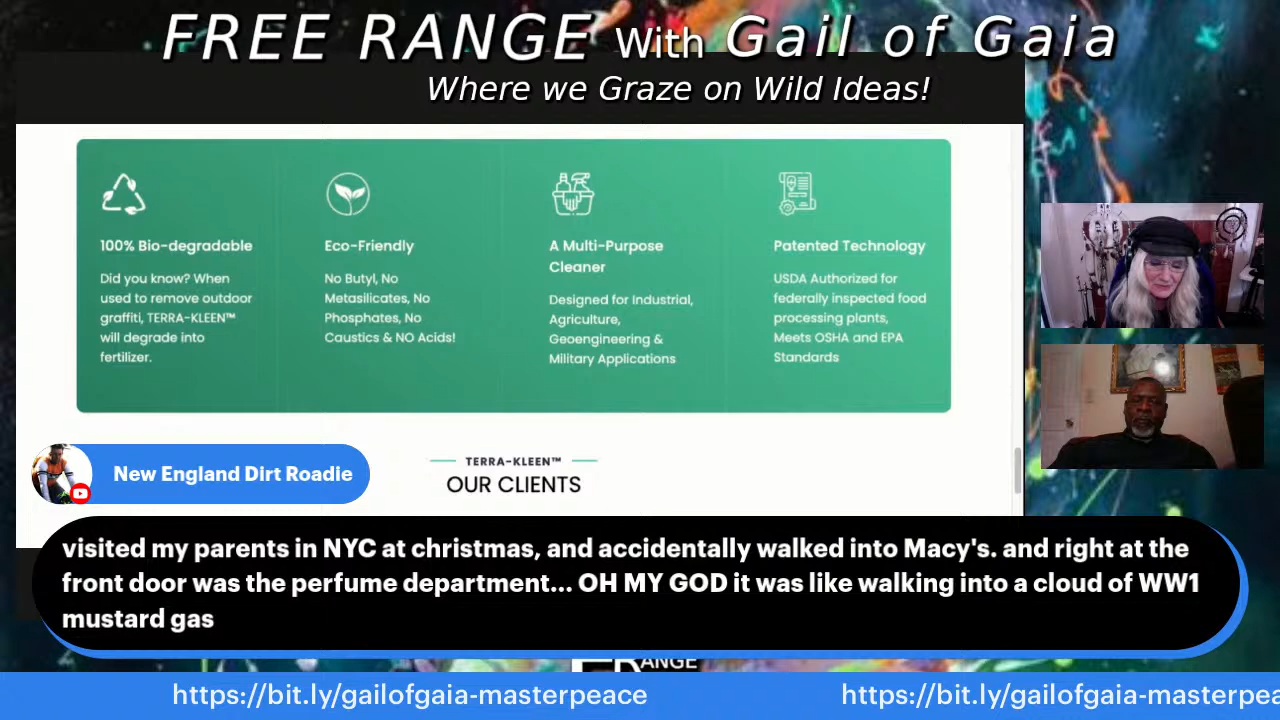 FREE RANGE With Gail of Gaia
Where we Graze on Wild Ideas!
100% Bio-degradable
Did you know? When
used to remove outdoor
graffiti, TERRA-KLEEN™
will degrade into
fertilizer.
Eco-Friendly
No Butyl, No
Metasilicates, No
Phosphates, No
Caustics & NO Acids!
A Multi-Purpose
Cleaner
Designed for Industrial,
Agriculture,
Geoengineering &
Military Applications
Patented Technology
USDA Authorized for
federally inspected food
processing plants,
Meets OSHA and EPA
Standards
TERRA-KLEEN™
OUR CLIENTS
New England Dirt Roadie
visited my parents in NYC at christmas, and accidentally walked into Macy's. and right at the
front door was the perfume department... OH MY GOD it was like walking into a cloud of WW1
mustard gas
RANGE
https://bit.ly/gailofgaia-masterpeace https://bit.ly/gailofgaia-masterpea